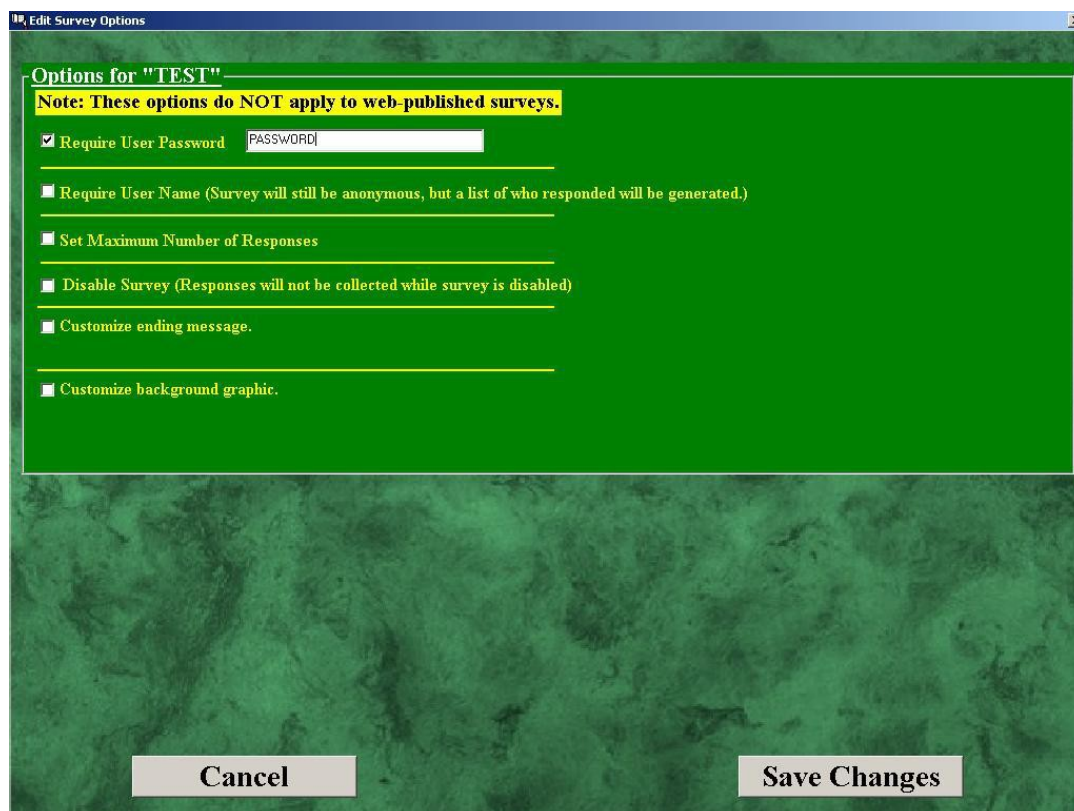 Edit Survey Options
Options for "TEST"
Note: These options do NOT apply to web-published surveys.
Require User Password PASSWORD
Require User Name (Survey will still be anonymous, but a list of who responded will be generated.)
Set Maximum Number of Responses
Disable Survey (Responses will not be collected while survey is disabled)
Customize ending message.
Customize background graphic.
Cancel Save Changes